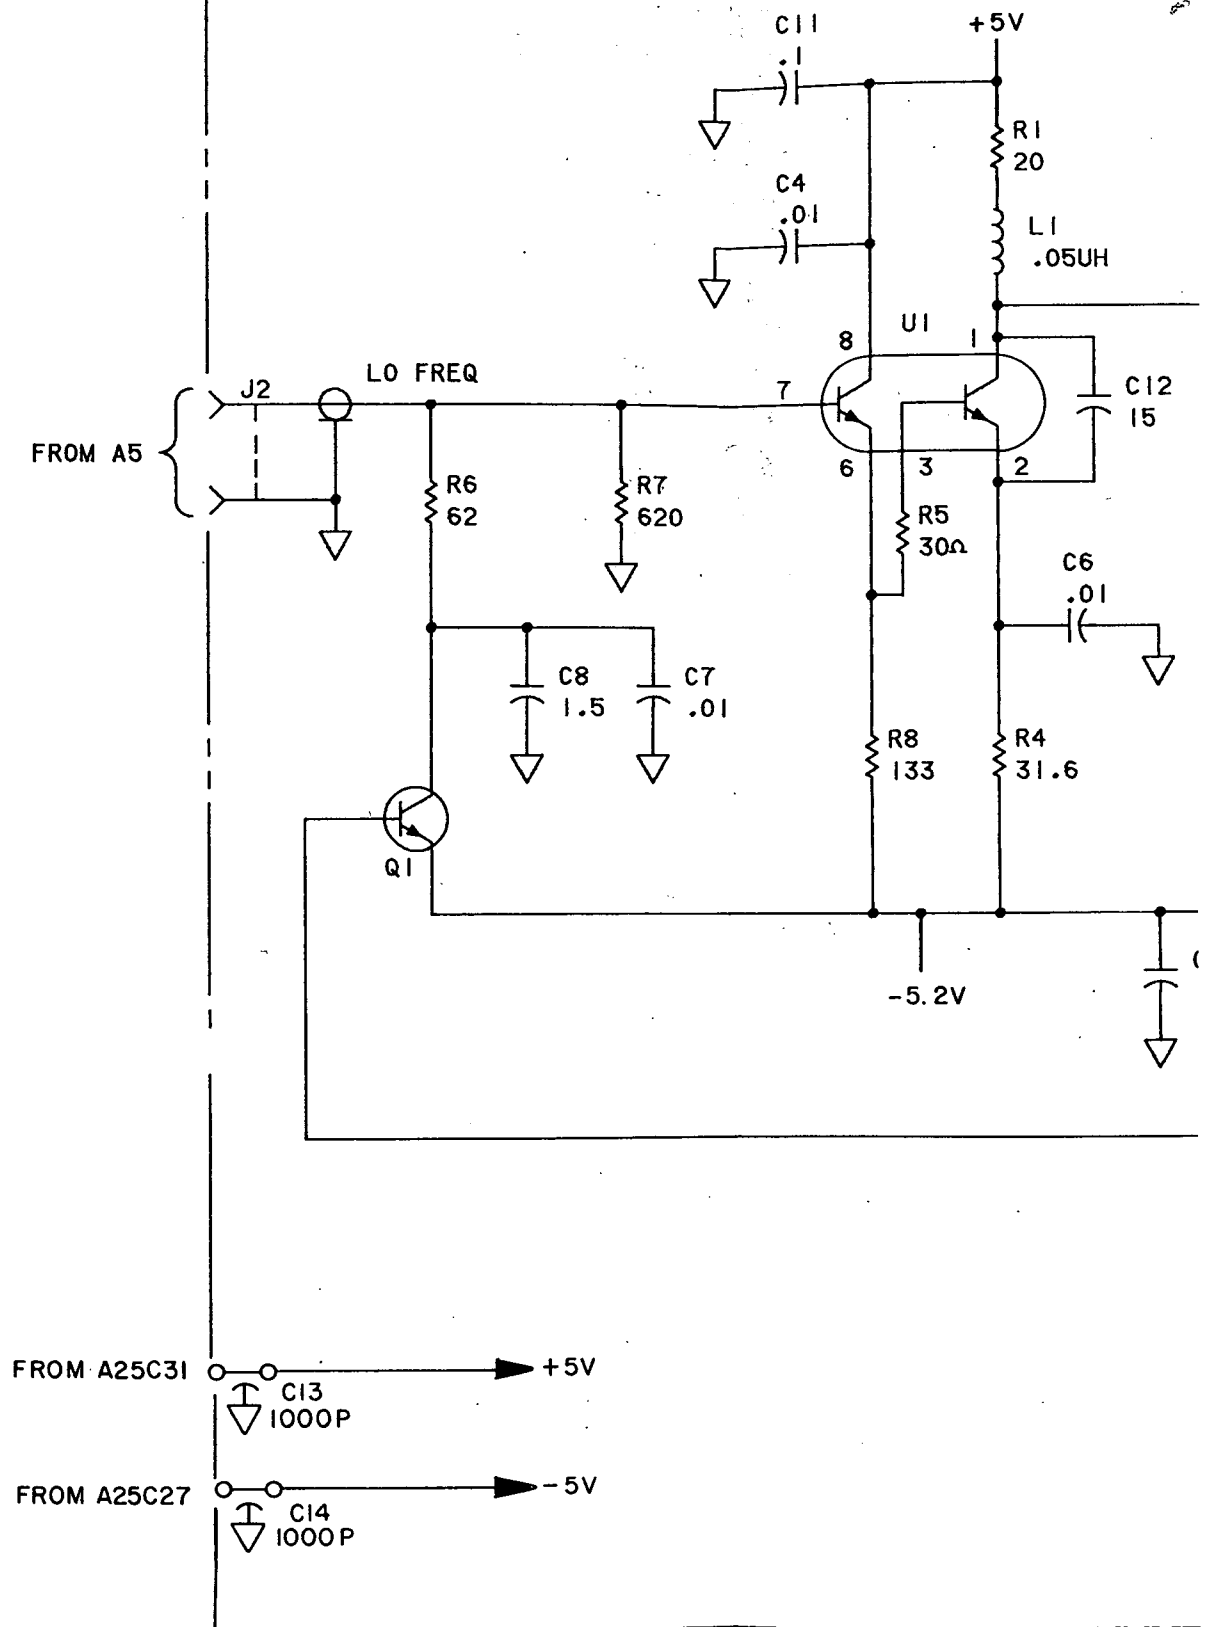 C11
.1
+5V
R1
20
C4
.01
L1
.05UH
U1
8
1
LO FREQ
J2
7
C12
15
FROM A5
6
3
2
R6
62
R7
620
R5
30Ω
C6
.01
C8
1.5
C7
.01
R8
133
R4
31.6
Q1
-5.2V
FROM A25C31
+5V
C13
1000P
FROM A25C27
-5V
C14
1000P